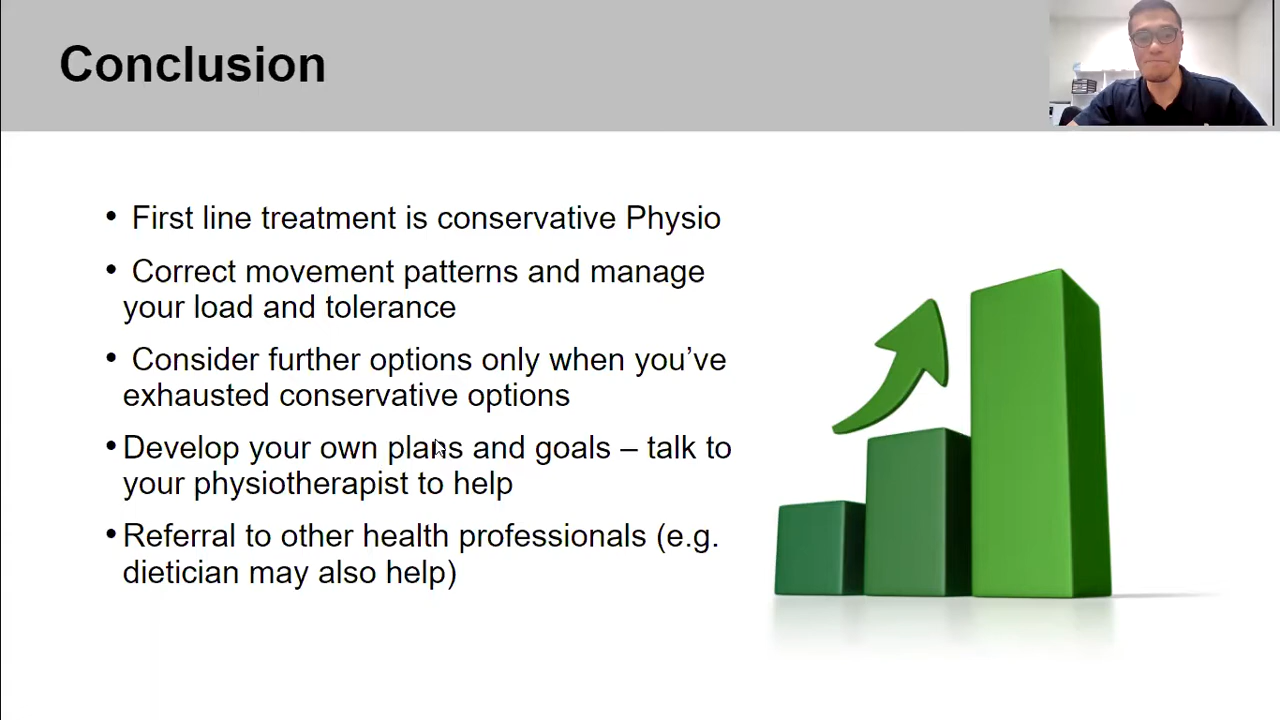 Conclusion
• First line treatment is conservative Physio
• Correct movement patterns and manage
your load and tolerance
• Consider further options only when you’ve
exhausted conservative options
• Develop your own plans and goals – talk to
your physiotherapist to help
• Referral to other health professionals (e.g.
dietician may also help)